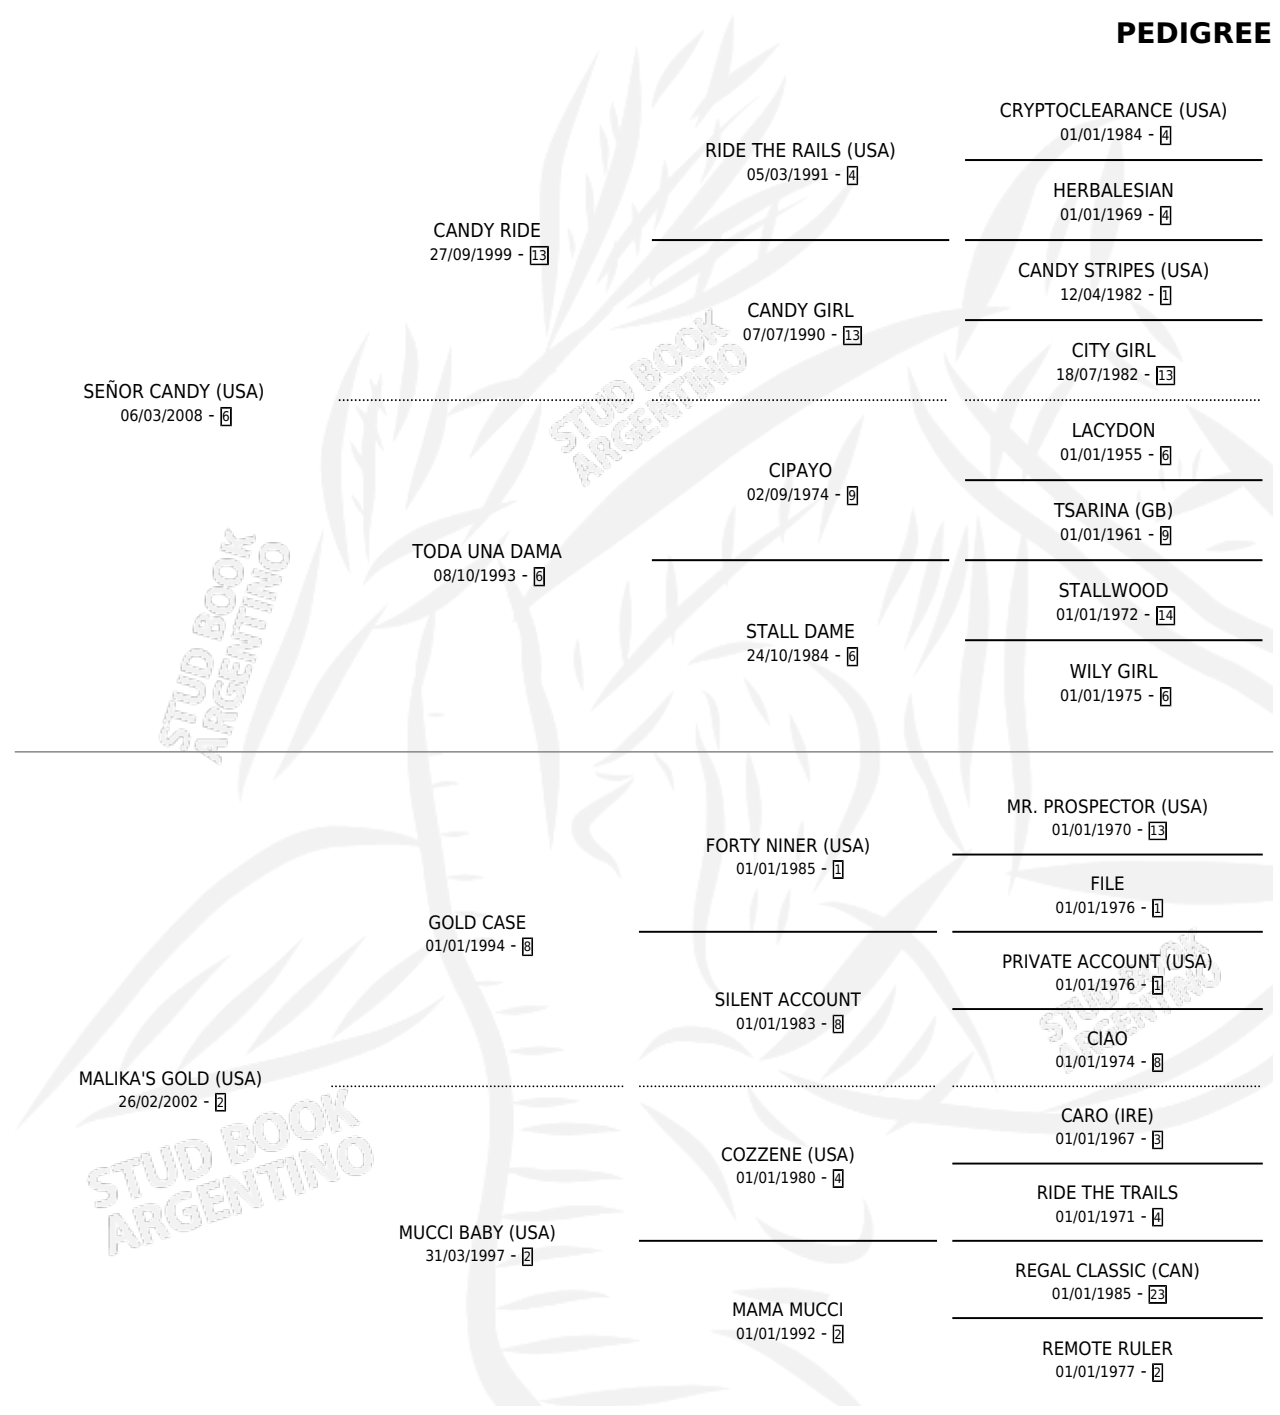 PEDIGREE
CRYPTOCLEARANCE (USA)
01/01/1984 - 4
RIDE THE RAILS (USA)
05/03/1991 - 4
HERBALESIAN
01/01/1969 - 4
CANDY RIDE
27/09/1999 - 13
CANDY STRIPES (USA)
12/04/1982 - 1
CANDY GIRL
07/07/1990 - 13
CITY GIRL
18/07/1982 - 13
SEÑOR CANDY (USA)
06/03/2008 - 6
LACYDON
01/01/1955 - 6
CIPAYO
02/09/1974 - 9
TSARINA (GB)
01/01/1961 - 9
TODA UNA DAMA
08/10/1993 - 6
STALLWOOD
01/01/1972 - 14
STALL DAME
24/10/1984 - 6
WILY GIRL
01/01/1975 - 6
MR. PROSPECTOR (USA)
01/01/1970 - 13
FORTY NINER (USA)
01/01/1985 - 1
FILE
01/01/1976 - 1
GOLD CASE
01/01/1994 - 8
PRIVATE ACCOUNT (USA)
01/01/1976 - 1
SILENT ACCOUNT
01/01/1983 - 8
CIAO
01/01/1974 - 8
MALIKA'S GOLD (USA)
26/02/2002 - 2
CARO (IRE)
01/01/1967 - 3
COZZENE (USA)
01/01/1980 - 4
RIDE THE TRAILS
01/01/1971 - 4
MUCCI BABY (USA)
31/03/1997 - 2
REGAL CLASSIC (CAN)
01/01/1985 - 23
MAMA MUCCI
01/01/1992 - 2
REMOTE RULER
01/01/1977 - 2
STUD BOOK
ARGENTINO
STUD BOOK
ARGENTINO
STUD BOOK
ARGENTINO
STUD BOOK
ARGENTINO